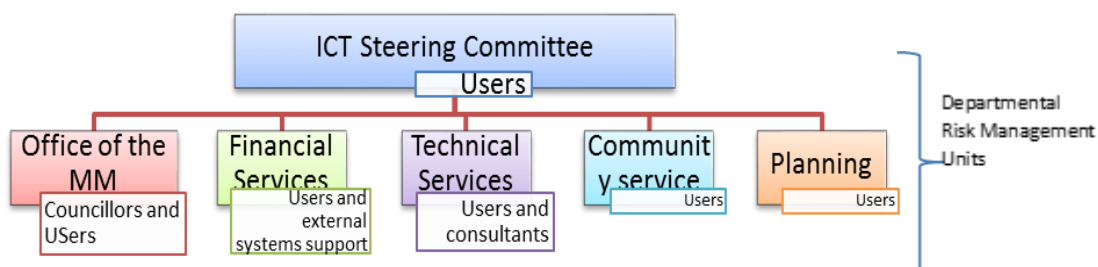 ICT Steering Committee
Users
Office of the
MM
Councillors and
USers
Financial
Services
Users and
external
systems support
Technical
Services
Users and
consultants
Communit
y service
Users
Planning
Users
Departmental
Risk Management
Units